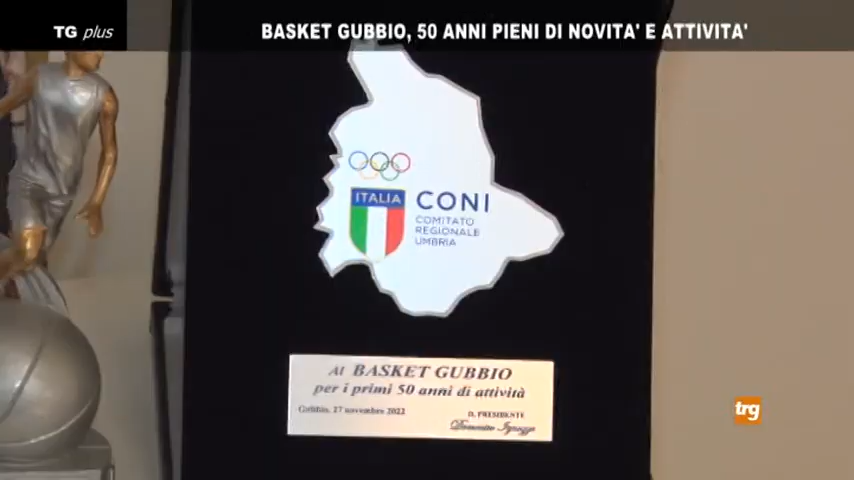 TG plus
BASKET GUBBIO, 50 ANNI PIENI DI NOVITA' E ATTIVITA'
ITALIA
CONI
COMITATO
REGIONALE
UMBRIA
Al BASKET GUBBIO
per i primi 50 anni di attività
Gubbio, 27 novembre 2022
IL PRESIDENTE
trg